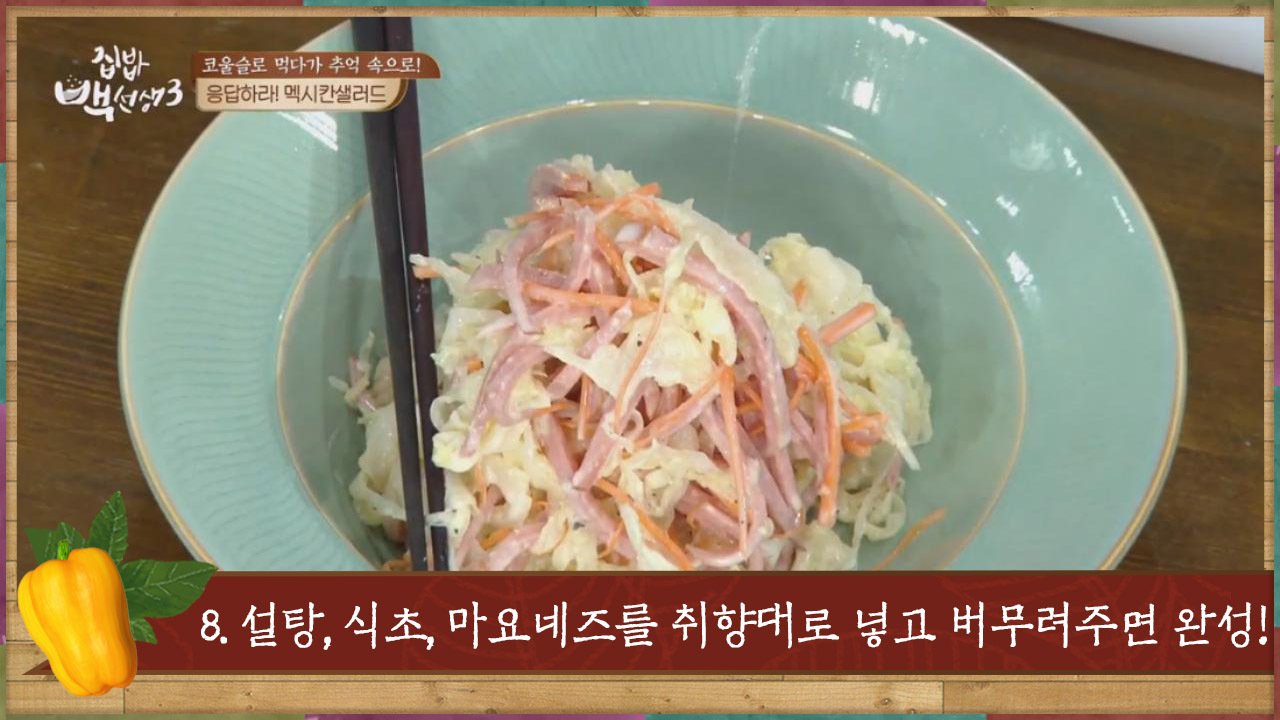 집밥
백선생3
코울슬로 먹다가 추억 속으로!
응답하라! 멕시칸샐러드
8. 설탕, 식초, 마요네즈를 취향대로 넣고 버무려주면 완성!